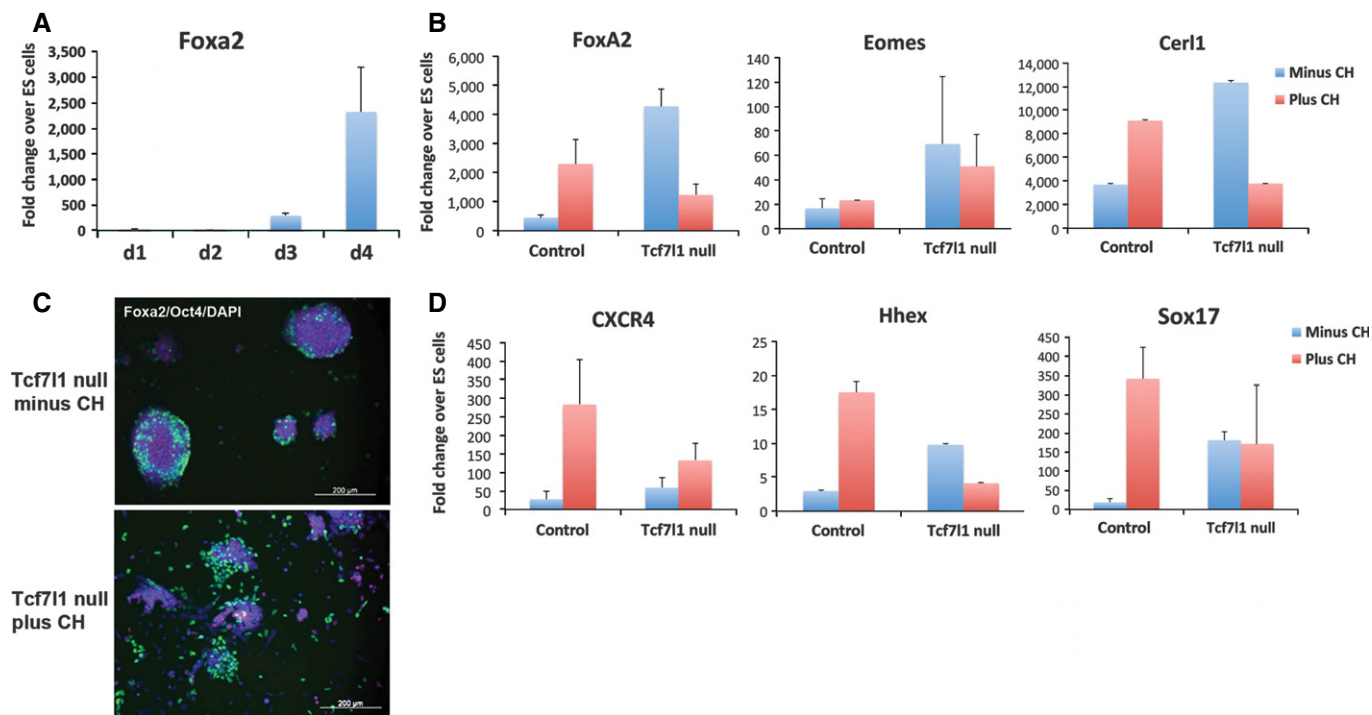 A
Foxa2
Fold change over ES cells
3,500
3,000
2,500
2,000
1,500
1,000
500
0
d1 d2 d3 d4
B
FoxA2
Fold change over ES cells
6,000
5,000
4,000
3,000
2,000
1,000
0
Control Tcf7l1 null
Eomes
140
120
100
80
60
40
20
0
Control Tcf7l1 null
Cerl1
14,000
12,000
10,000
8,000
6,000
4,000
2,000
0
Control Tcf7l1 null
Minus CH
Plus CH
C
Foxa2/Oct4/DAPI
Tcf7l1 null
minus CH
200 µm
Tcf7l1 null
plus CH
200 µm
D
CXCR4
Fold change over ES cells
450
400
350
300
250
200
150
100
50
0
Control Tcf7l1 null
Hhex
25
20
15
10
5
0
Control Tcf7l1 null
Sox17
450
400
350
300
250
200
150
100
50
0
Control Tcf7l1 null
Minus CH
Plus CH